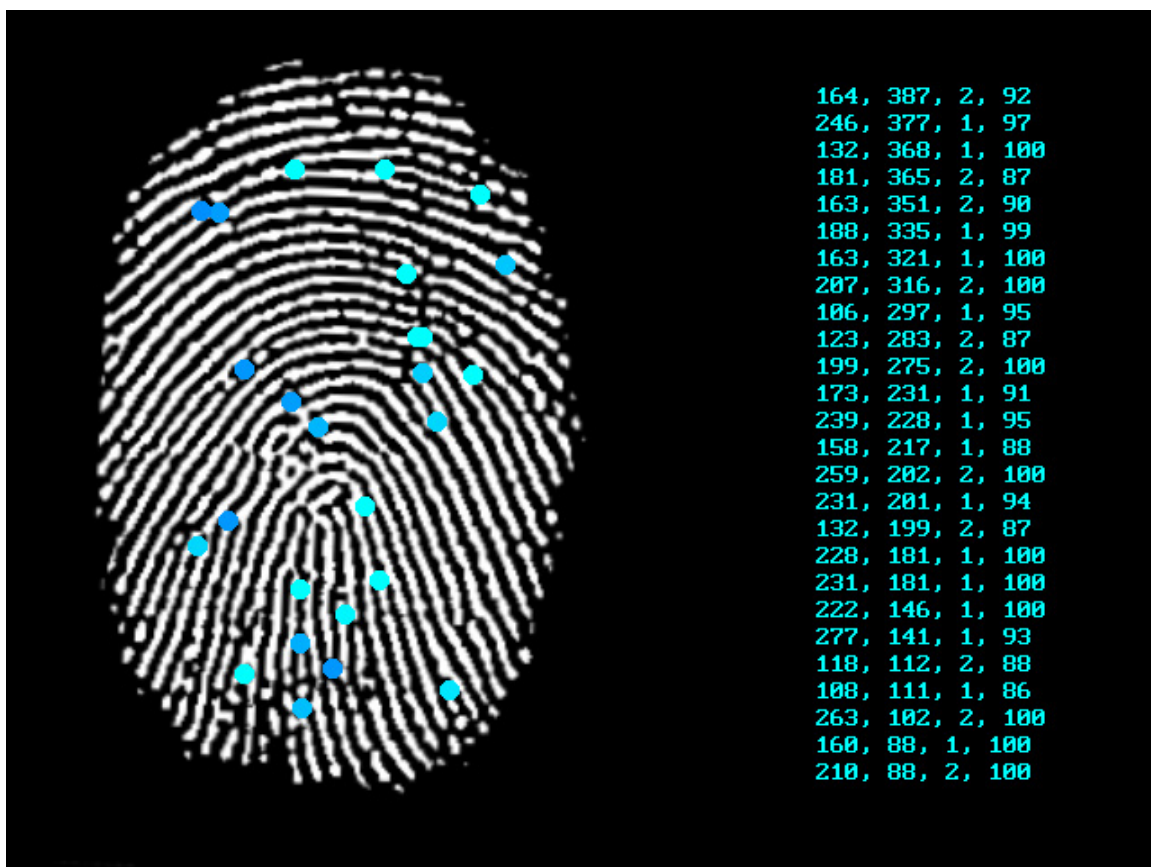 164, 387, 2, 92
246, 377, 1, 97
132, 368, 1, 100
181, 365, 2, 87
163, 351, 2, 90
188, 335, 1, 99
163, 321, 1, 100
207, 316, 2, 100
106, 297, 1, 95
123, 283, 2, 87
199, 275, 2, 100
173, 231, 1, 91
239, 228, 1, 95
158, 217, 1, 88
259, 202, 2, 100
231, 201, 1, 94
132, 199, 2, 87
228, 181, 1, 100
231, 181, 1, 100
222, 146, 1, 100
277, 141, 1, 93
118, 112, 2, 88
108, 111, 1, 86
263, 102, 2, 100
160, 88, 1, 100
210, 88, 2, 100